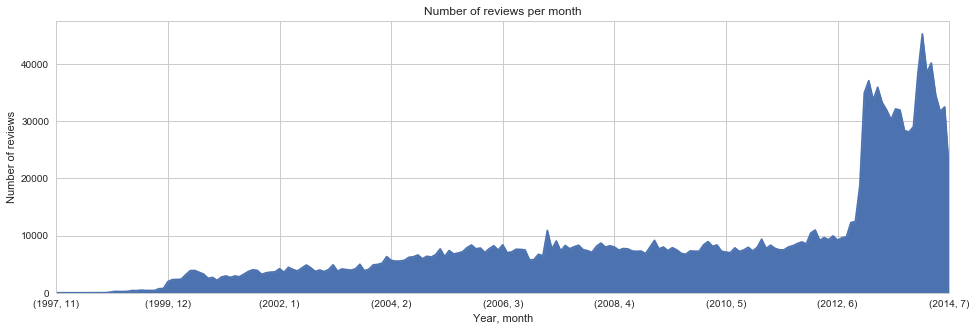 Number of reviews per month
Number of reviews
40000
30000
20000
10000
0
(1997, 11) (1999, 12) (2002, 1) (2004, 2) (2006, 3) (2008, 4) (2010, 5) (2012, 6) (2014, 7)
Year, month